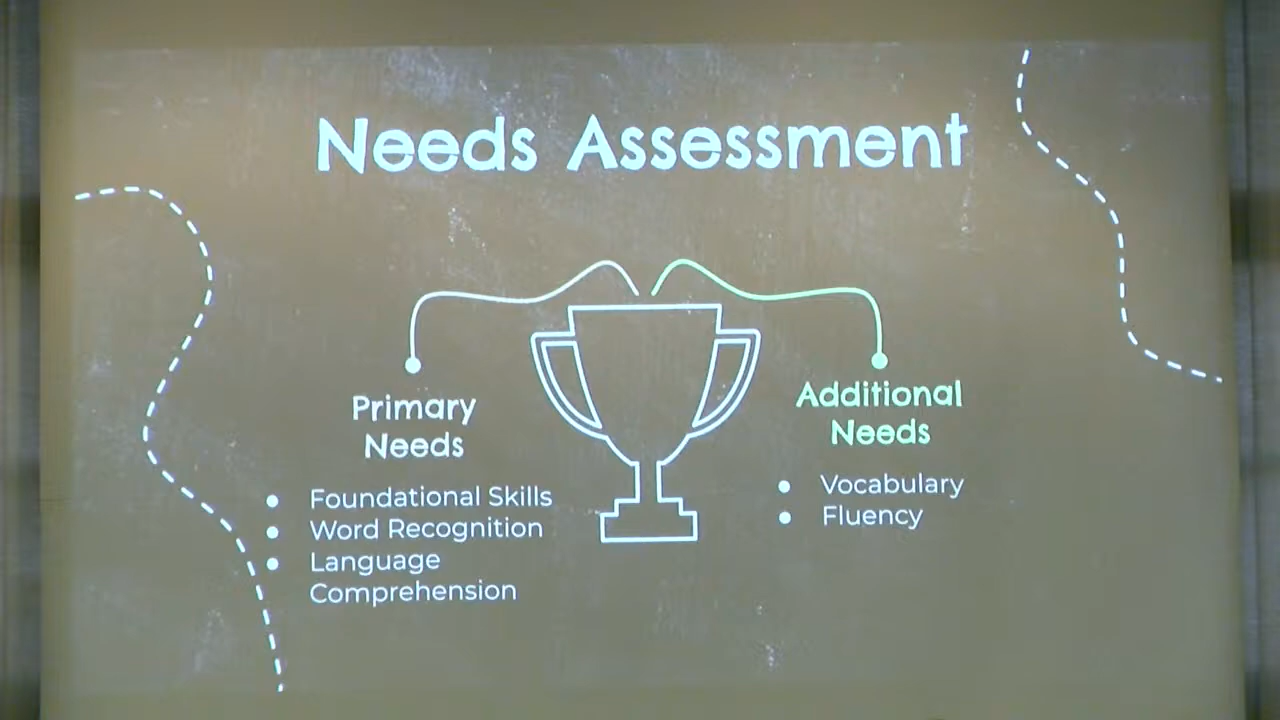 Needs Assessment
Primary
Needs
Foundational Skills
Word Recognition
Language
Comprehension
Additional
Needs
Vocabulary
Fluency